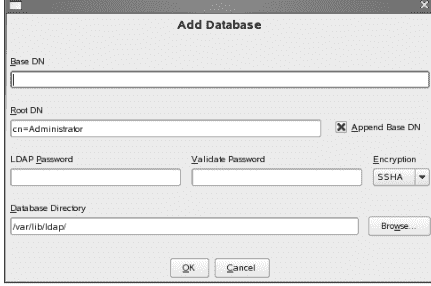 Add Database
Base DN
Root DN
cn=Administrator
Append Base DN
LDAP Password
Validate Password
Encryption
SSHA
Database Directory
/var/lib/ldap/
Browse...
OK
Cancel